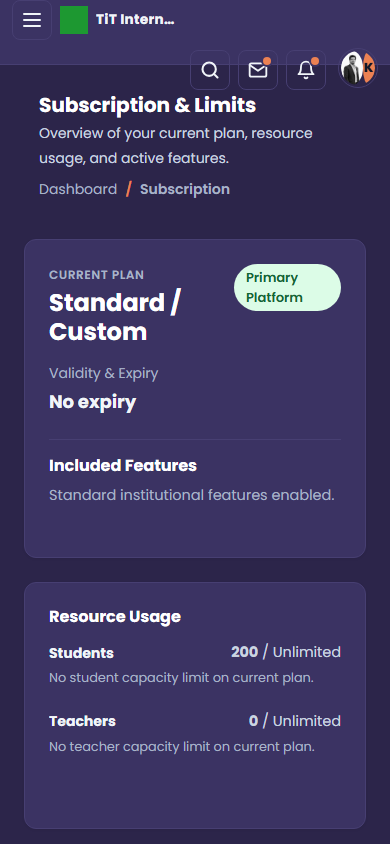 TiT Intern...
K
Subscription & Limits
Overview of your current plan, resource
usage, and active features.
Dashboard / Subscription
CURRENT PLAN
Primary
Platform
Standard /
Custom
Validity & Expiry
No expiry
Included Features
Standard institutional features enabled.
Resource Usage
Students 200 / Unlimited
No student capacity limit on current plan.
Teachers 0 / Unlimited
No teacher capacity limit on current plan.